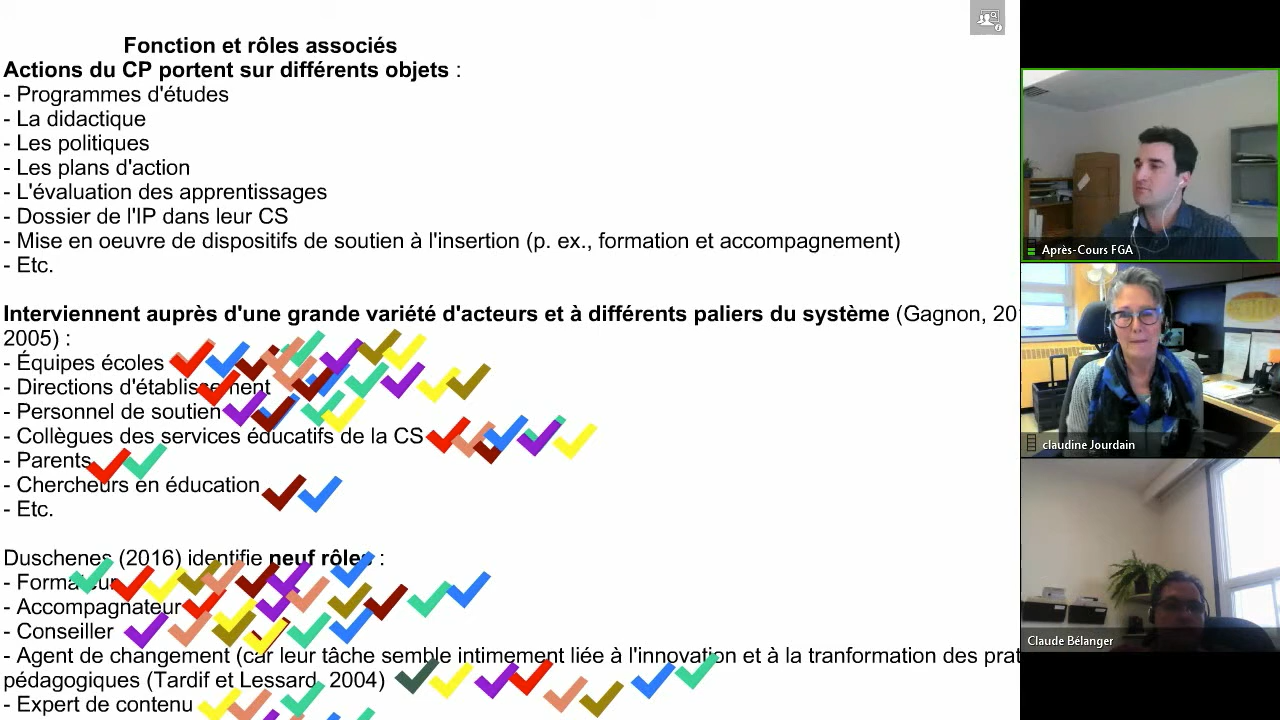 Fonction et rôles associés
Actions du CP portent sur différents objets :
- Programmes d'études
- La didactique
- Les politiques
- Les plans d'action
- L'évaluation des apprentissages
- Dossier de l'IP dans leur CS
- Mise en oeuvre de dispositifs de soutien à l'insertion (p. ex., formation et accompagnement)
- Etc.
Interviennent auprès d'une grande variété d'acteurs et à différents paliers du système (Gagnon,
2005) :
- Équipes écoles
- Directions d'établissement
- Personnel de soutien
- Collègues des services éducatifs de la CS
- Parents
- Chercheurs en éducation
- Etc.
Duschenes (2016) identifie neuf rôles :
- Formateur
- Accompagnateur
- Conseiller
- Agent de changement (car leur tâche semble intimement liée à l'innovation et à la tranformation des
pédagogiques (Tardif et Lessard, 2004)
- Expert de contenu
Après-Cours FGA
claudine Jourdain
Claude Bélanger